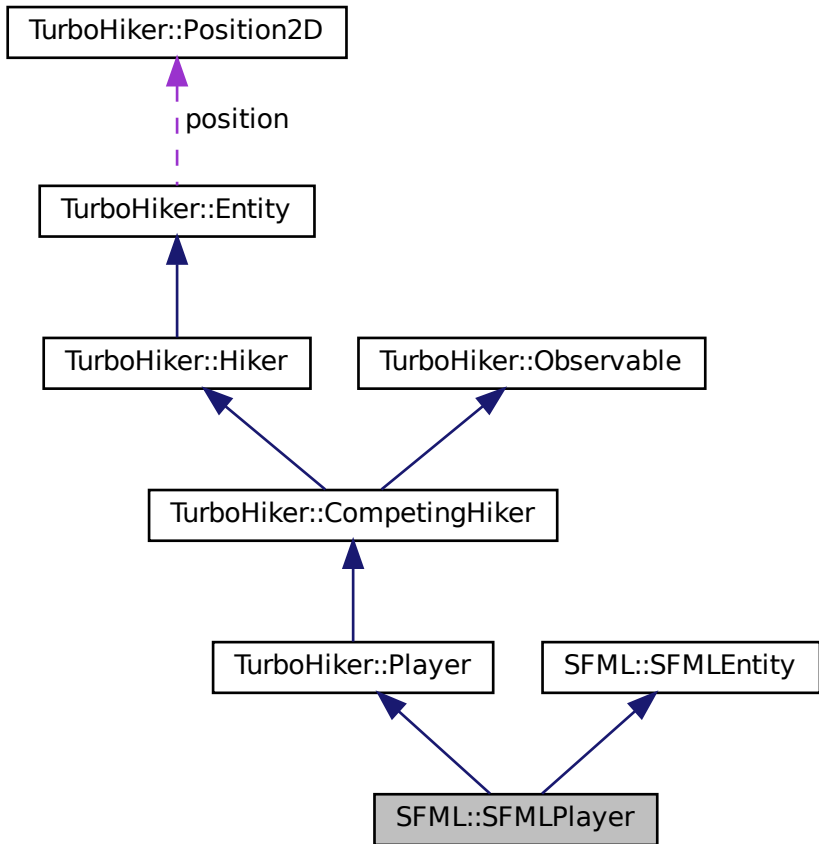 TurboHiker::Position2D
position
TurboHiker::Entity
TurboHiker::Hiker
TurboHiker::Observable
TurboHiker::CompetingHiker
TurboHiker::Player
SFML::SFMLEntity
SFML::SFMLPlayer